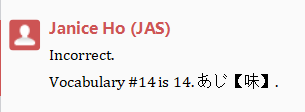 Janice Ho (JAS)
Incorrect.
Vocabulary #14 is 14. あじ【味】.